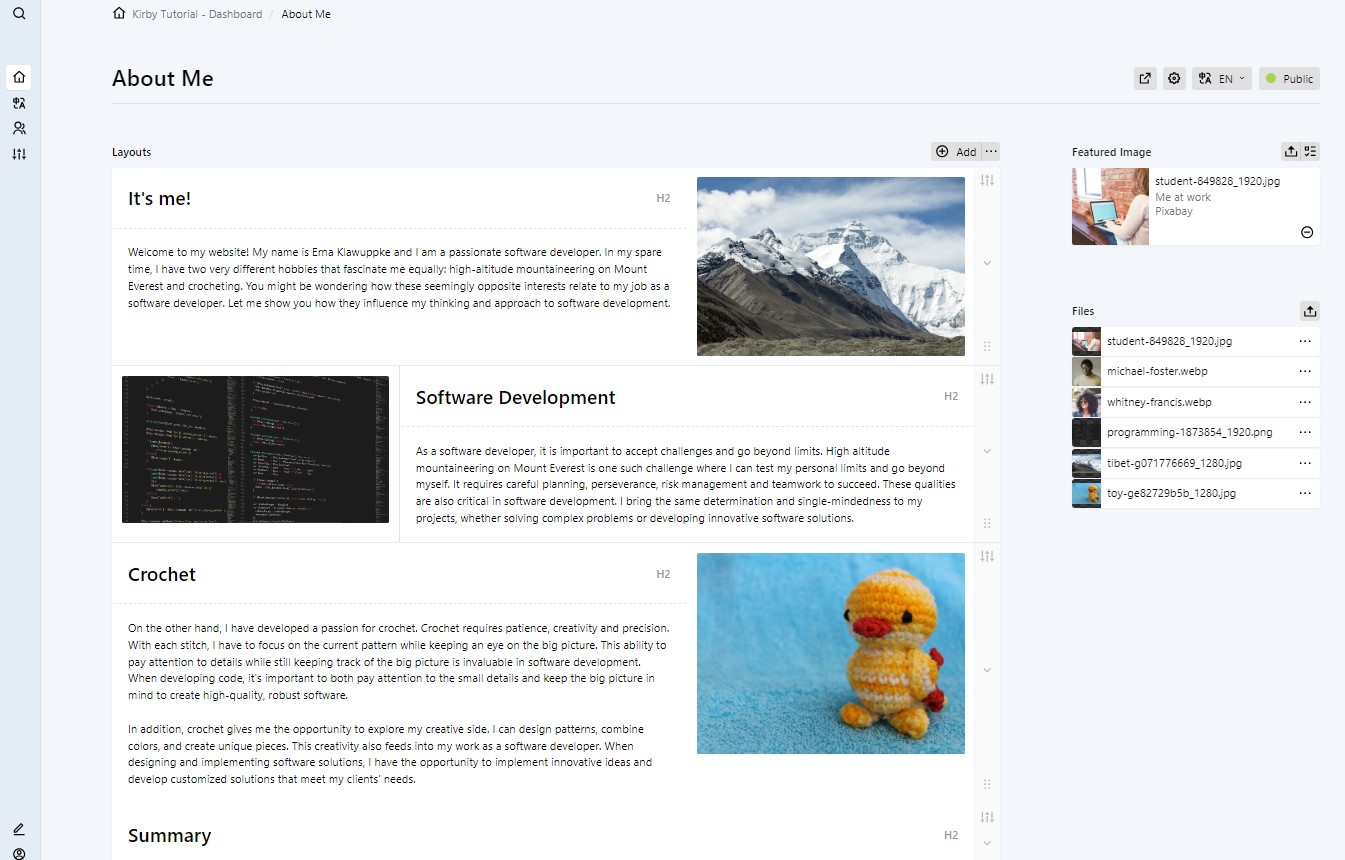 Kirby Tutorial - Dashboard / About Me
About Me
EN
Public
Layouts
Add
It's me!
H2
Welcome to my website! My name is Erna Klawuppke and I am a passionate software developer. In my spare
time, I have two very different hobbies that fascinate me equally: high-altitude mountaineering on Mount
Everest and crocheting. You might be wondering how these seemingly opposite interests relate to my job as a
software developer. Let me show you how they influence my thinking and approach to software development.
Software Development
H2
As a software developer, it is important to accept challenges and go beyond limits. High altitude
mountaineering on Mount Everest is one such challenge where I can test my personal limits and go beyond
myself. It requires careful planning, perseverance, risk management and teamwork to succeed. These qualities
are also critical in software development. I bring the same determination and single-mindedness to my
projects, whether solving complex problems or developing innovative software solutions.
Crochet
H2
On the other hand, I have developed a passion for crochet. Crochet requires patience, creativity and precision.
With each stitch, I have to focus on the current pattern while keeping an eye on the big picture. This ability to
pay attention to details while still keeping track of the big picture is invaluable in software development.
When developing code, it's important to both pay attention to the small details and keep the big picture in
mind to create high-quality, robust software.
In addition, crochet gives me the opportunity to explore my creative side. I can design patterns, combine
colors, and create unique pieces. This creativity also feeds into my work as a software developer. When
designing and implementing software solutions, I have the opportunity to implement innovative ideas and
develop customized solutions that meet my clients' needs.
Summary
H2
Featured Image
student-849828_1920.jpg
Me at work
Pixabay
Files
student-849828_1920.jpg
michael-foster.webp
whitney-francis.webp
programming-1873854_1920.png
tibet-g071776669_1280.jpg
toy-ge82729b5b_1280.jpg